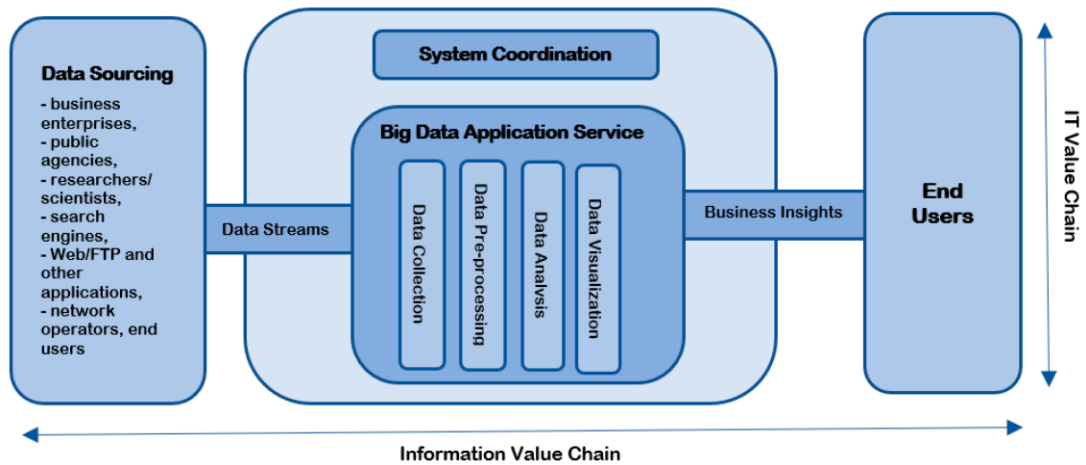 Data Sourcing
- business
enterprises,
- public
agencies,
- researchers/
scientists,
- search
engines,
- Web/FTP and
other
applications,
- network
operators, end
users
Data Streams
System Coordination
Big Data Application Service
Data Collection
Data Pre-processing
Data Analysis
Data Visualization
Business Insights
End
Users
IT Value Chain
Information Value Chain